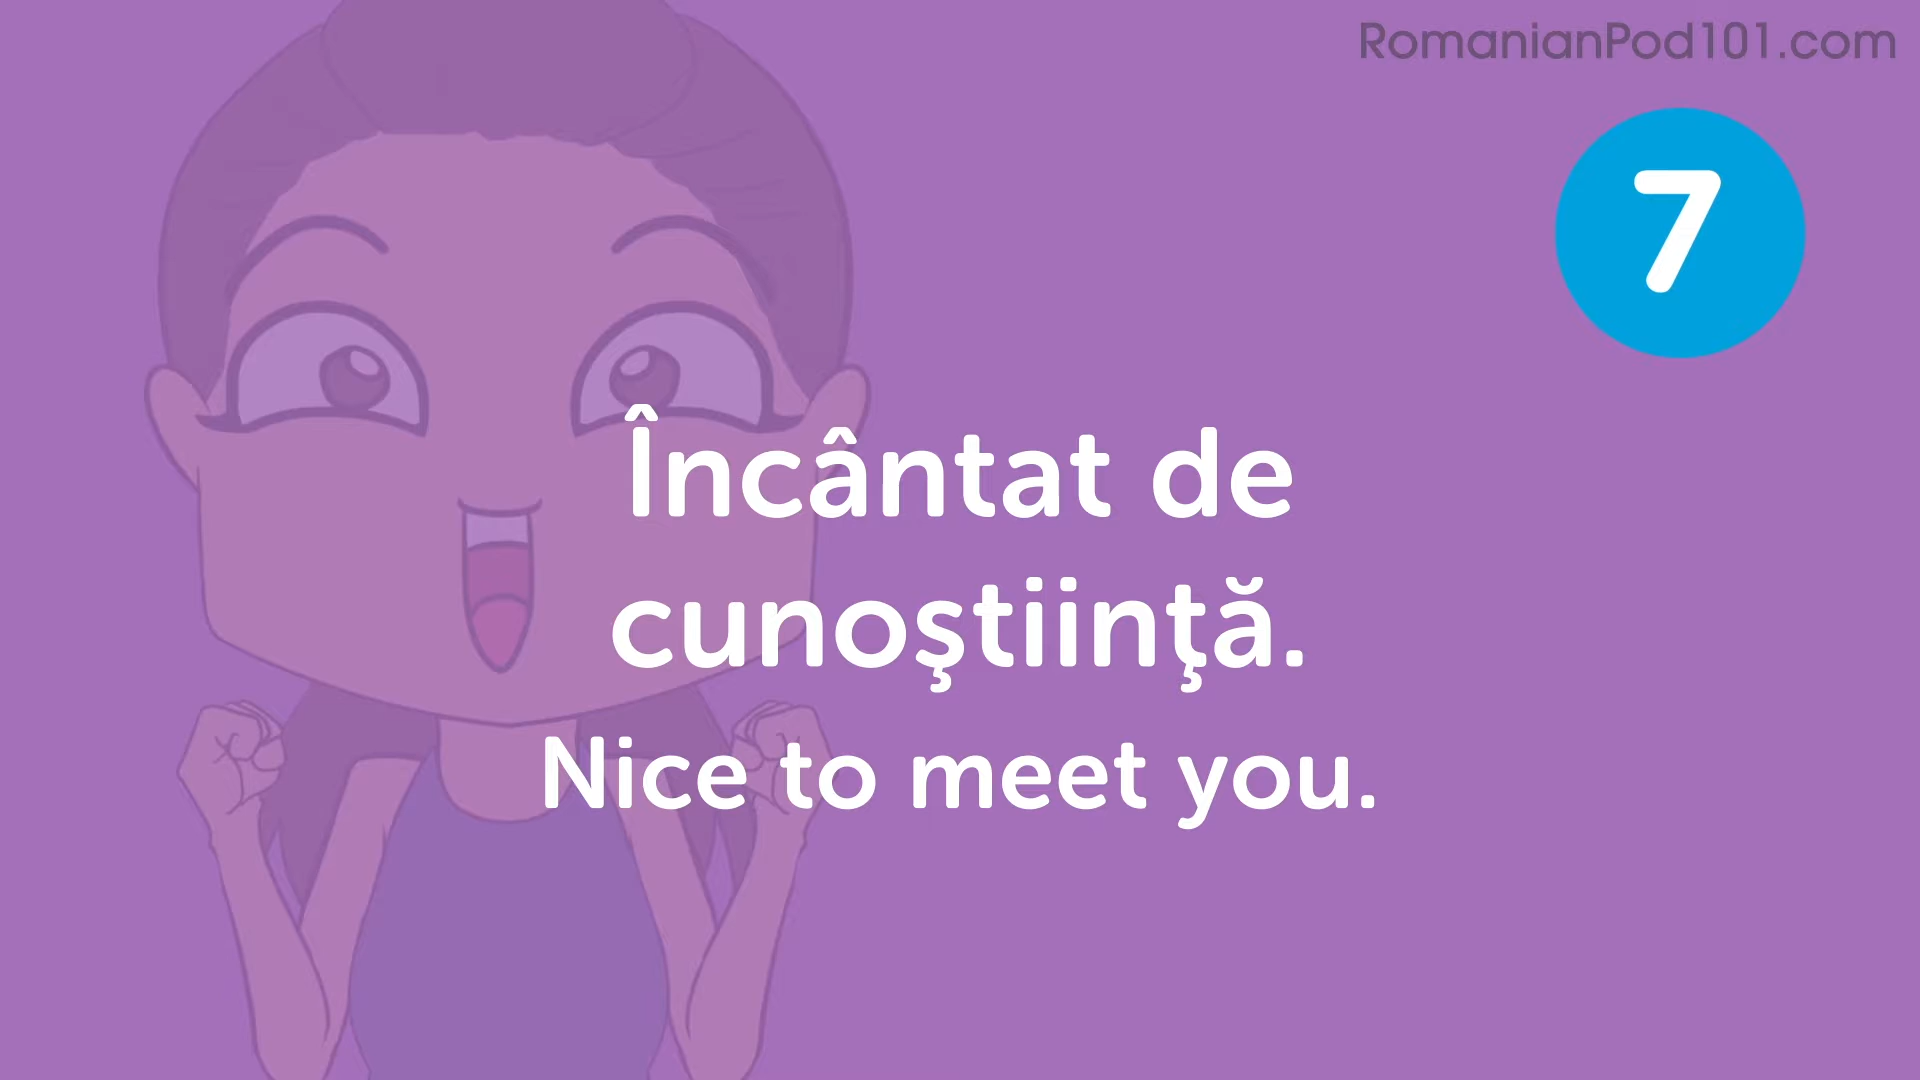 RomanianPod101.com
7
Încântat de
cunoştiinţă.
Nice to meet you.